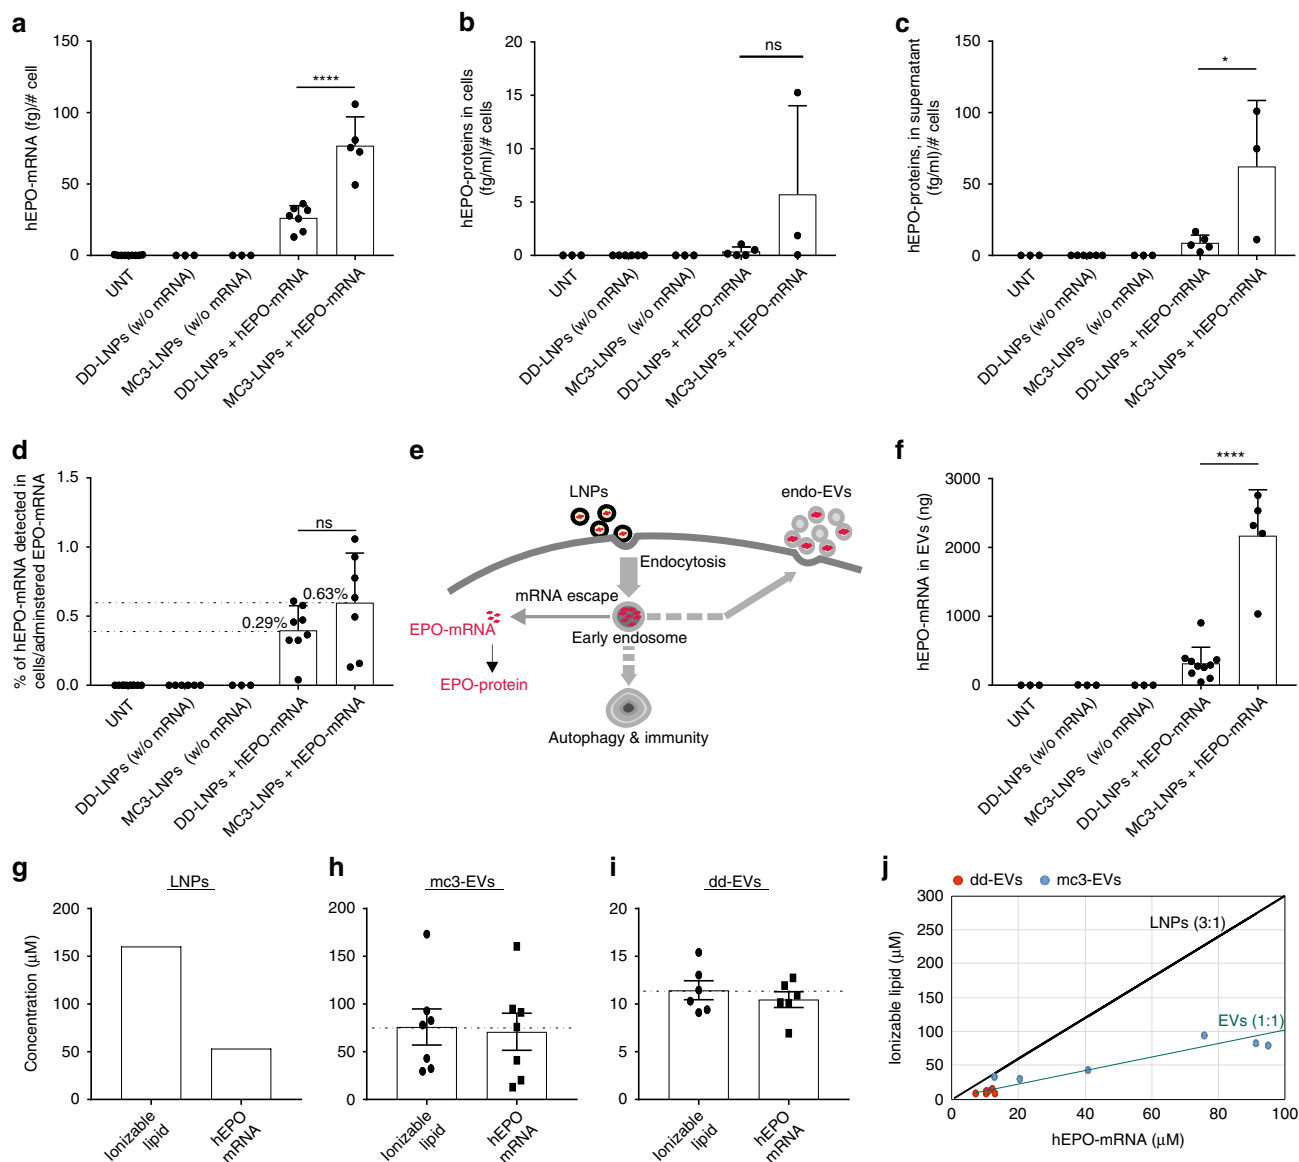 a
hEPO-mRNA (fg)/# cell
150
100
50
0
****
UNT
DD-LNPs (w/o mRNA)
MC3-LNPs (w/o mRNA)
DD-LNPs + hEPO-mRNA
MC3-LNPs + hEPO-mRNA
b
hEPO-proteins in cells
(fg/ml)/# cells
20
15
10
5
0
ns
UNT
DD-LNPs (w/o mRNA)
MC3-LNPs (w/o mRNA)
DD-LNPs + hEPO-mRNA
MC3-LNPs + hEPO-mRNA
c
hEPO-proteins, in supernatant
(fg/ml)/# cells
150
100
50
0
*
UNT
DD-LNPs (w/o mRNA)
MC3-LNPs (w/o mRNA)
DD-LNPs + hEPO-mRNA
MC3-LNPs + hEPO-mRNA
d
% of hEPO-mRNA detected in
cells/adminstered EPO-mRNA
1.5
1.0
0.5
0.0
ns
0.63%
0.29%
UNT
DD-LNPs (w/o mRNA)
MC3-LNPs (w/o mRNA)
DD-LNPs + hEPO-mRNA
MC3-LNPs + hEPO-mRNA
e
LNPs
endo-EVs
Endocytosis
mRNA escape
EPO-mRNA
Early endosome
EPO-protein
Autophagy & immunity
f
hEPO-mRNA in EVs (ng)
3000
2000
1000
0
****
UNT
DD-LNPs (w/o mRNA)
MC3-LNPs (w/o mRNA)
DD-LNPs + hEPO-mRNA
MC3-LNPs + hEPO-mRNA
g
LNPs
Concentration (µM)
200
150
100
50
0
Ionizable
lipid
hEPO
mRNA
h
mc3-EVs
200
150
100
50
0
Ionizable
lipid
hEPO
mRNA
i
dd-EVs
20
15
10
5
0
Ionizable
lipid
hEPO
mRNA
j
dd-EVs
mc3-EVs
Ionizable lipid (µM)
300
250
200
150
100
50
0
LNPs (3:1)
EVs (1:1)
0
20
40
60
80
100
hEPO-mRNA (µM)